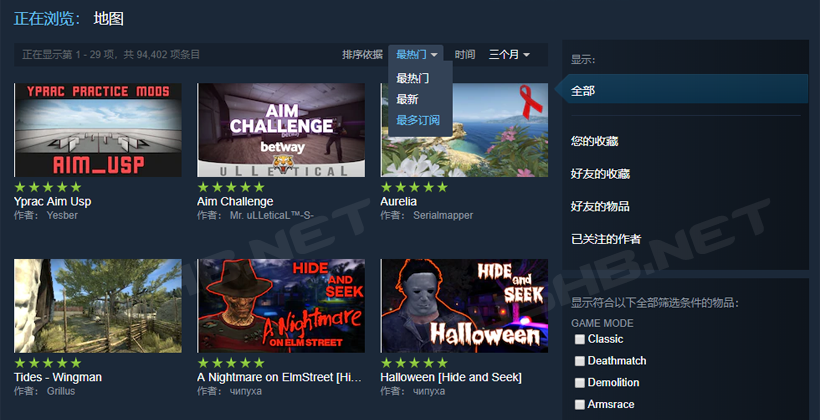 正在浏览： 地图
正在显示第 1 - 29 项，共 94,402 项条目
排序依据 最热门 时间 三个月
最热门
最新
最多订阅
YPRAC PRACTICE MODS
AIM_USP
AIM
CHALLENGE
betway
ULLETICAL
Yprac Aim Usp
作者： Yesber
Aim Challenge
作者： Mr. uLLeticaL™-S-
Aurelia
作者： Serialmapper
HIDE
AND
SEEK
A Nightmare
ON ELM STREET
HIDE
and
SEEK
Halloween
Tides - Wingman
作者： Grillus
A Nightmare on ElmStreet [Hi...
作者： чипуха
Halloween [Hide and Seek]
作者： чипуха
显示：
全部
您的收藏
好友的收藏
好友的物品
已关注的作者
显示符合以下全部筛选条件的物品：
GAME MODE
Classic
Deathmatch
Demolition
Armsrace